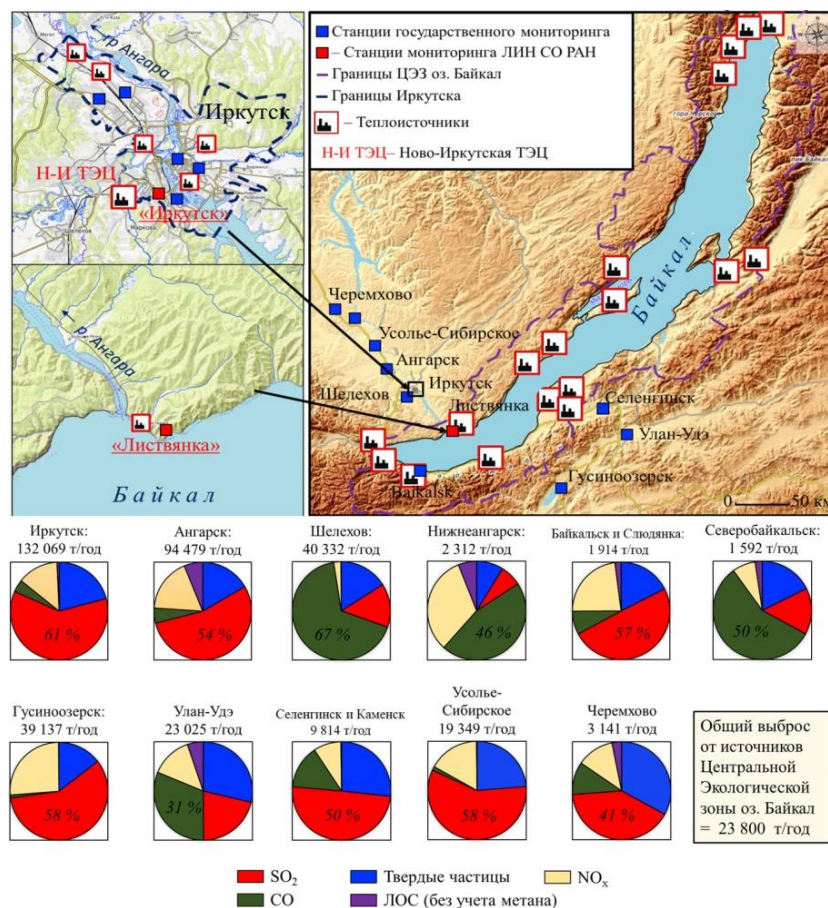 р Ангара
Иркутск
Н-И ТЭЦ
«Иркутск»
Шелехов
Маркова
р. Ангара
«Листвянка»
Байкал
Станции государственного мониторинга
– Станции мониторинга ЛИН СО РАН
Границы ЦЭЗ оз. Байкал
Границы Иркутска
– Теплоисточники
Н-И ТЭЦ– Ново-Иркутская ТЭЦ
Байкал
Черемхово
Усолье-Сибирское
Ангарск
Иркутск
Шелехов
Листвянка
Селенгинск
Улан-Удэ
Гусиноозерск
Baikalsk
0 50 км
Иркутск:
132 069 т/год
61 %
Ангарск:
94 479 т/год
54 %
Шелехов:
40 332 т/год
67 %
Нижнеангарск:
2 312 т/год
46 %
Байкальск и Слюдянка:
1 914 т/год
57 %
Северобайкальск:
1 592 т/год
50 %
Гусиноозерск:
39 137 т/год
58 %
Улан-Удэ
23 025 т/год
31 %
Селенгинск и Каменск
9 814 т/год
50 %
Усолье-
Сибирское
19 349 т/год
58 %
Черемхово
3 141 т/год
41 %
Общий выброс
от источников
Центральной
Экологической
зоны оз. Байкал
= 23 800 т/год
SO₂
Твердые частицы
NOₓ
CO
ЛОС (без учета метана)